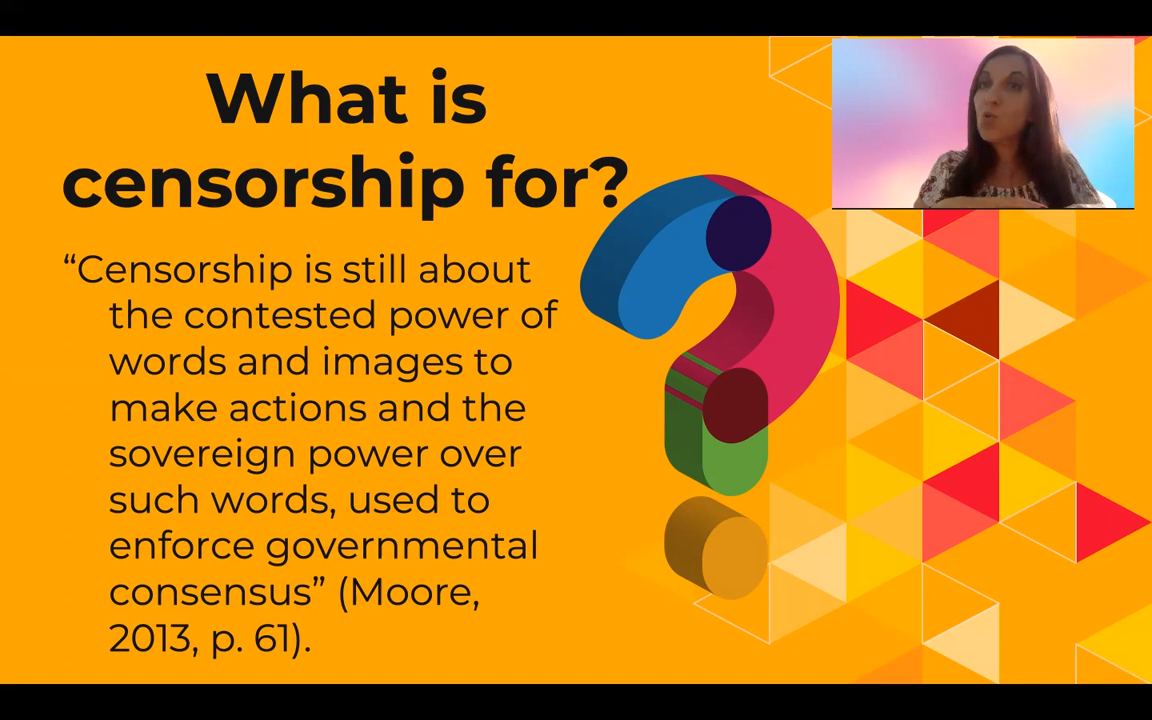 What is
censorship for?
“Censorship is still about
the contested power of
words and images to
make actions and the
sovereign power over
such words, used to
enforce governmental
consensus” (Moore,
2013, p. 61).